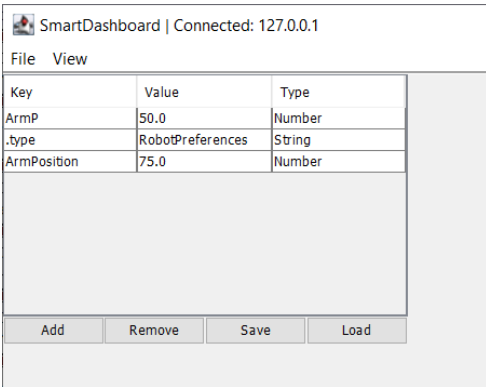 SmartDashboard | Connected: 127.0.0.1
File View
Key Value Type
ArmP 50.0 Number
.type RobotPreferences String
ArmPosition 75.0 Number
Add Remove Save Load